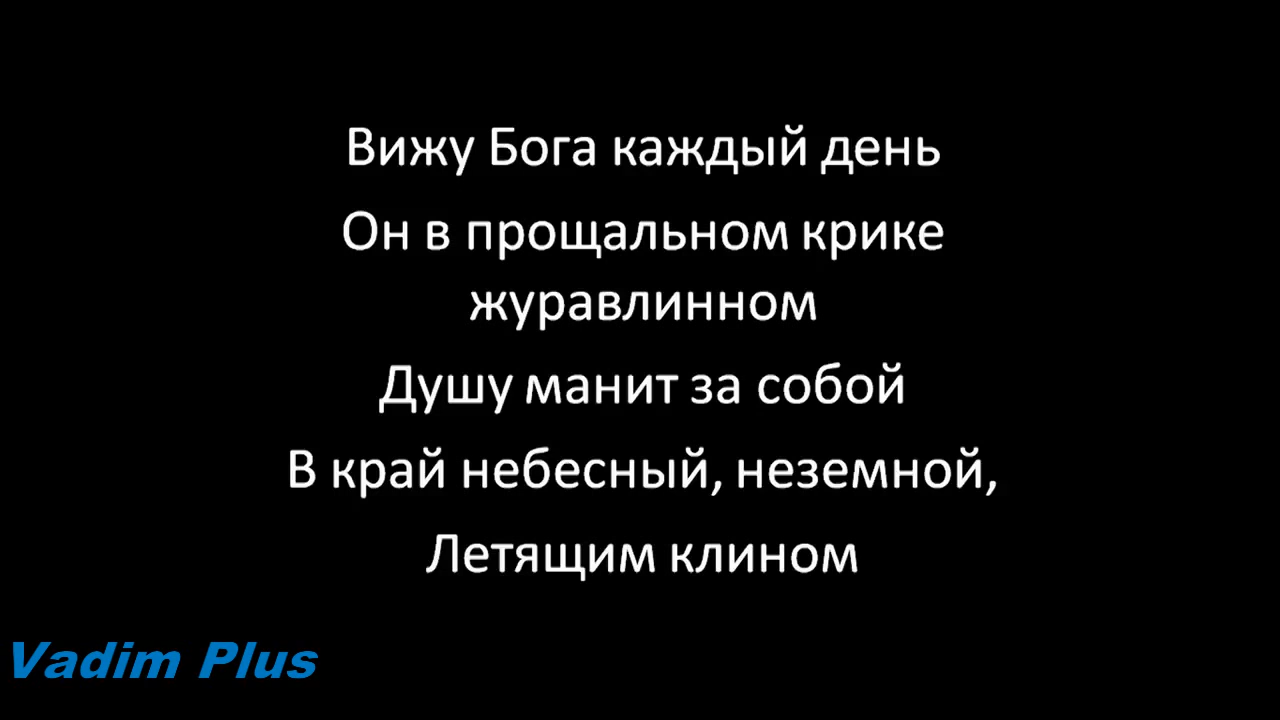 Вижу Бога каждый день
Он в прощальном крике
журавлинном
Душу манит за собой
В край небесный, неземной,
Летящим клином
Vadim Plus